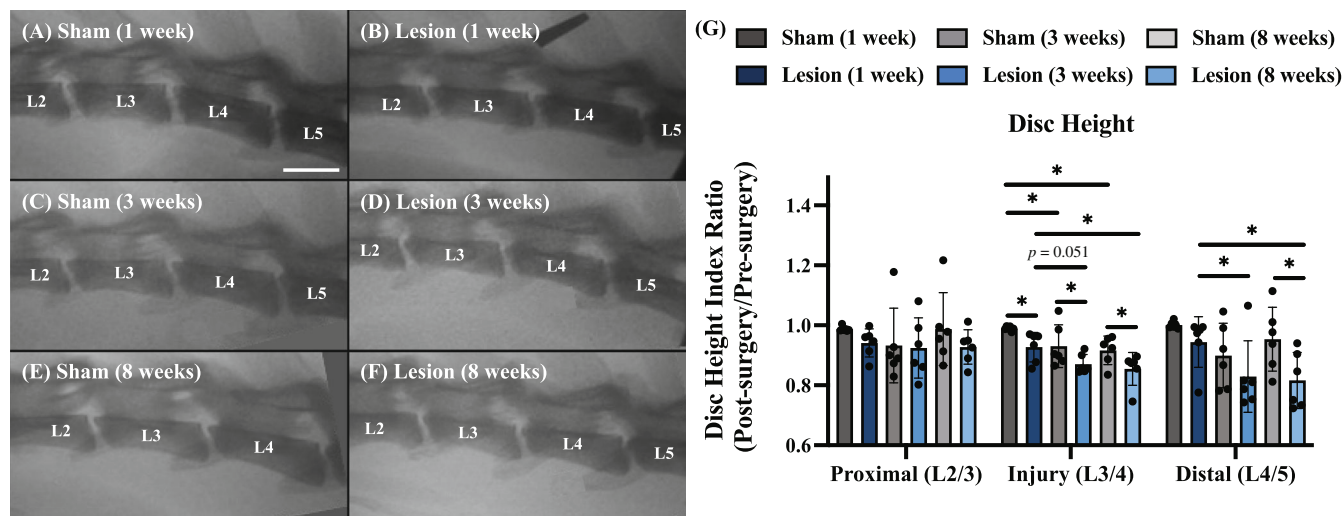 (A) Sham (1 week)
L2
L3
L4
L5
(B) Lesion (1 week)
L2
L3
L4
L5
(C) Sham (3 weeks)
L2
L3
L4
L5
(D) Lesion (3 weeks)
L2
L3
L4
L5
(E) Sham (8 weeks)
L2
L3
L4
(F) Lesion (8 weeks)
L2
L3
L4
L5
(G)
Sham (1 week)
Sham (3 weeks)
Sham (8 weeks)
Lesion (1 week)
Lesion (3 weeks)
Lesion (8 weeks)
Disc Height
Disc Height Index Ratio
(Post-surgery/Pre-surgery)
1.4
1.2
1.0
0.8
0.6
*
*
*
p = 0.051
*
*
*
*
*
*
Proximal (L2/3)
Injury (L3/4)
Distal (L4/5)